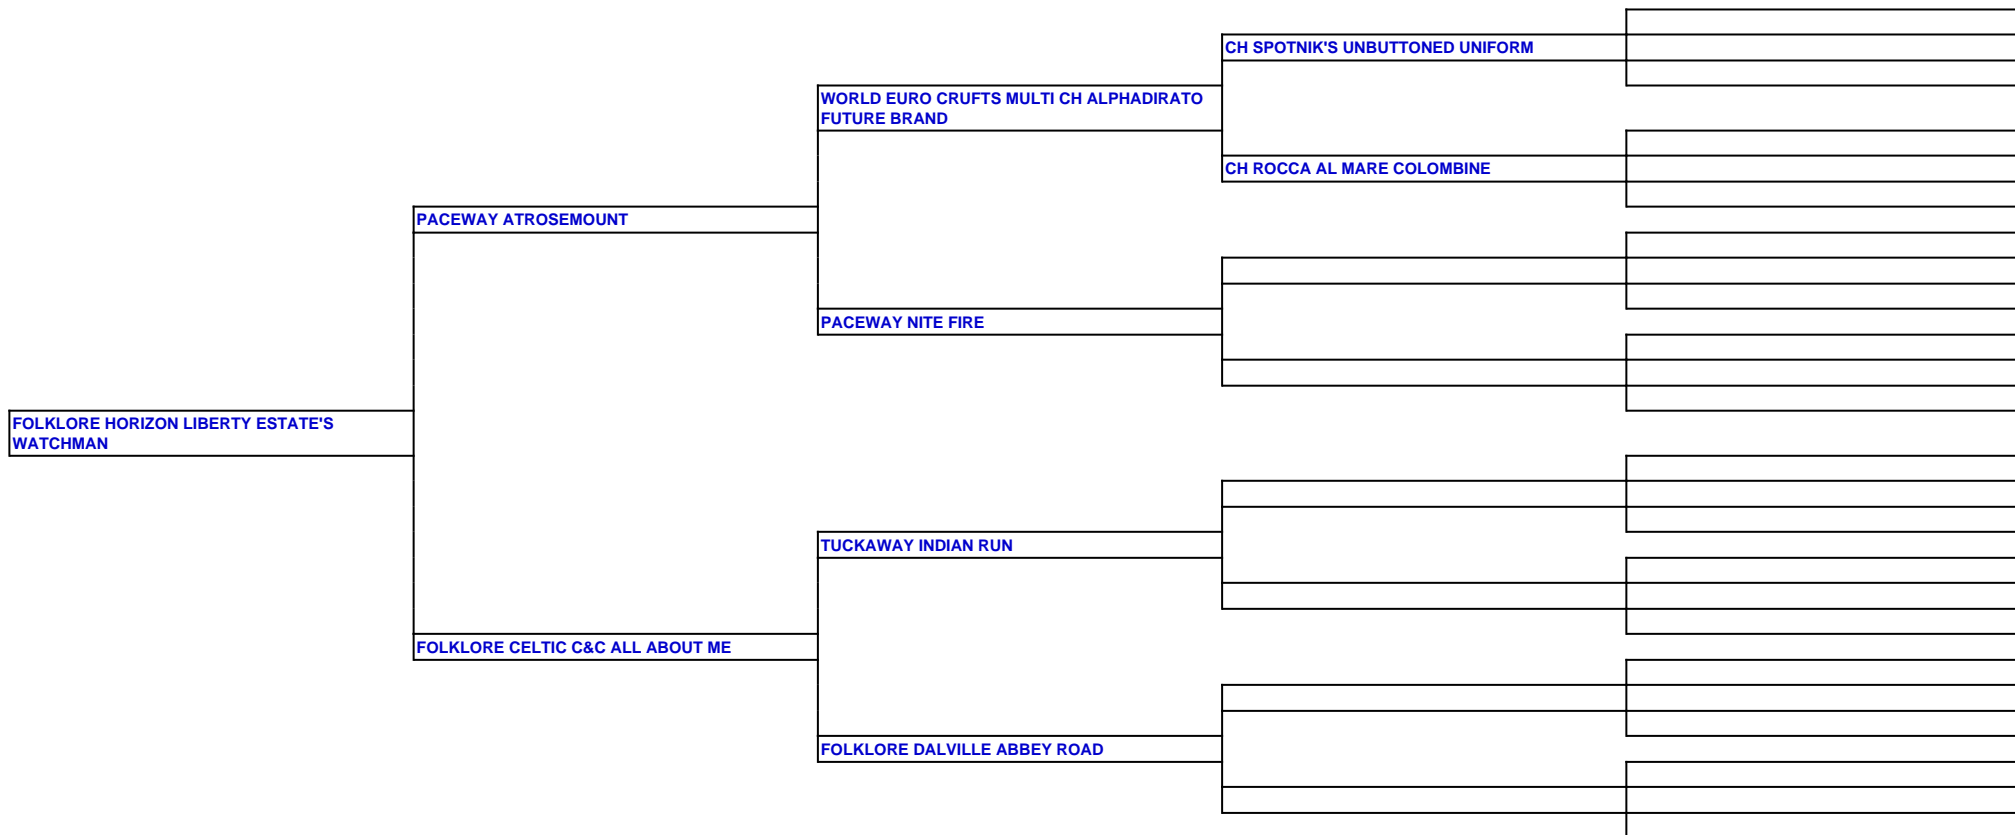 CH SPOTNIK'S UNBUTTONED UNIFORM
WORLD EURO CRUFTS MULTI CH ALPHADIRATO
FUTURE BRAND
CH ROCCA AL MARE COLOMBINE
PACEWAY ATROSEMOUNT
PACEWAY NITE FIRE
FOLKLORE HORIZON LIBERTY ESTATE'S
WATCHMAN
TUCKAWAY INDIAN RUN
FOLKLORE CELTIC C&C ALL ABOUT ME
FOLKLORE DALVILLE ABBEY ROAD